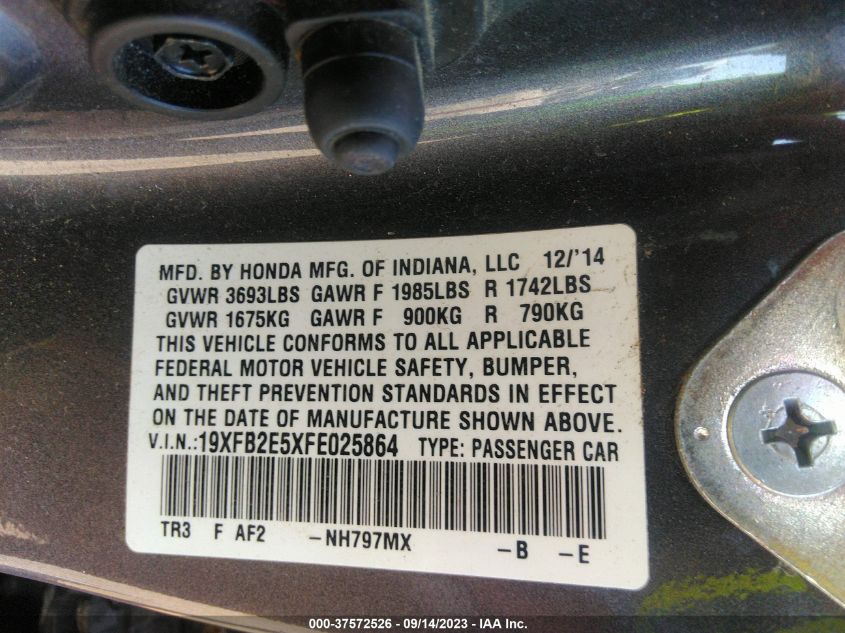 MFD. BY HONDA MFG. OF INDIANA, LLC 12/'14
GVWR 3693LBS GAWR F 1985LBS R 1742LBS
GVWR 1675KG GAWR F 900KG R 790KG
THIS VEHICLE CONFORMS TO ALL APPLICABLE
FEDERAL MOTOR VEHICLE SAFETY, BUMPER,
AND THEFT PREVENTION STANDARDS IN EFFECT
ON THE DATE OF MANUFACTURE SHOWN ABOVE.
V.I.N.:19XFB2E5XFE025864 TYPE: PASSENGER CAR
TR3 F AF2 -NH797MX -B -E
000-37572526 - 09/14/2023 - IAA Inc.